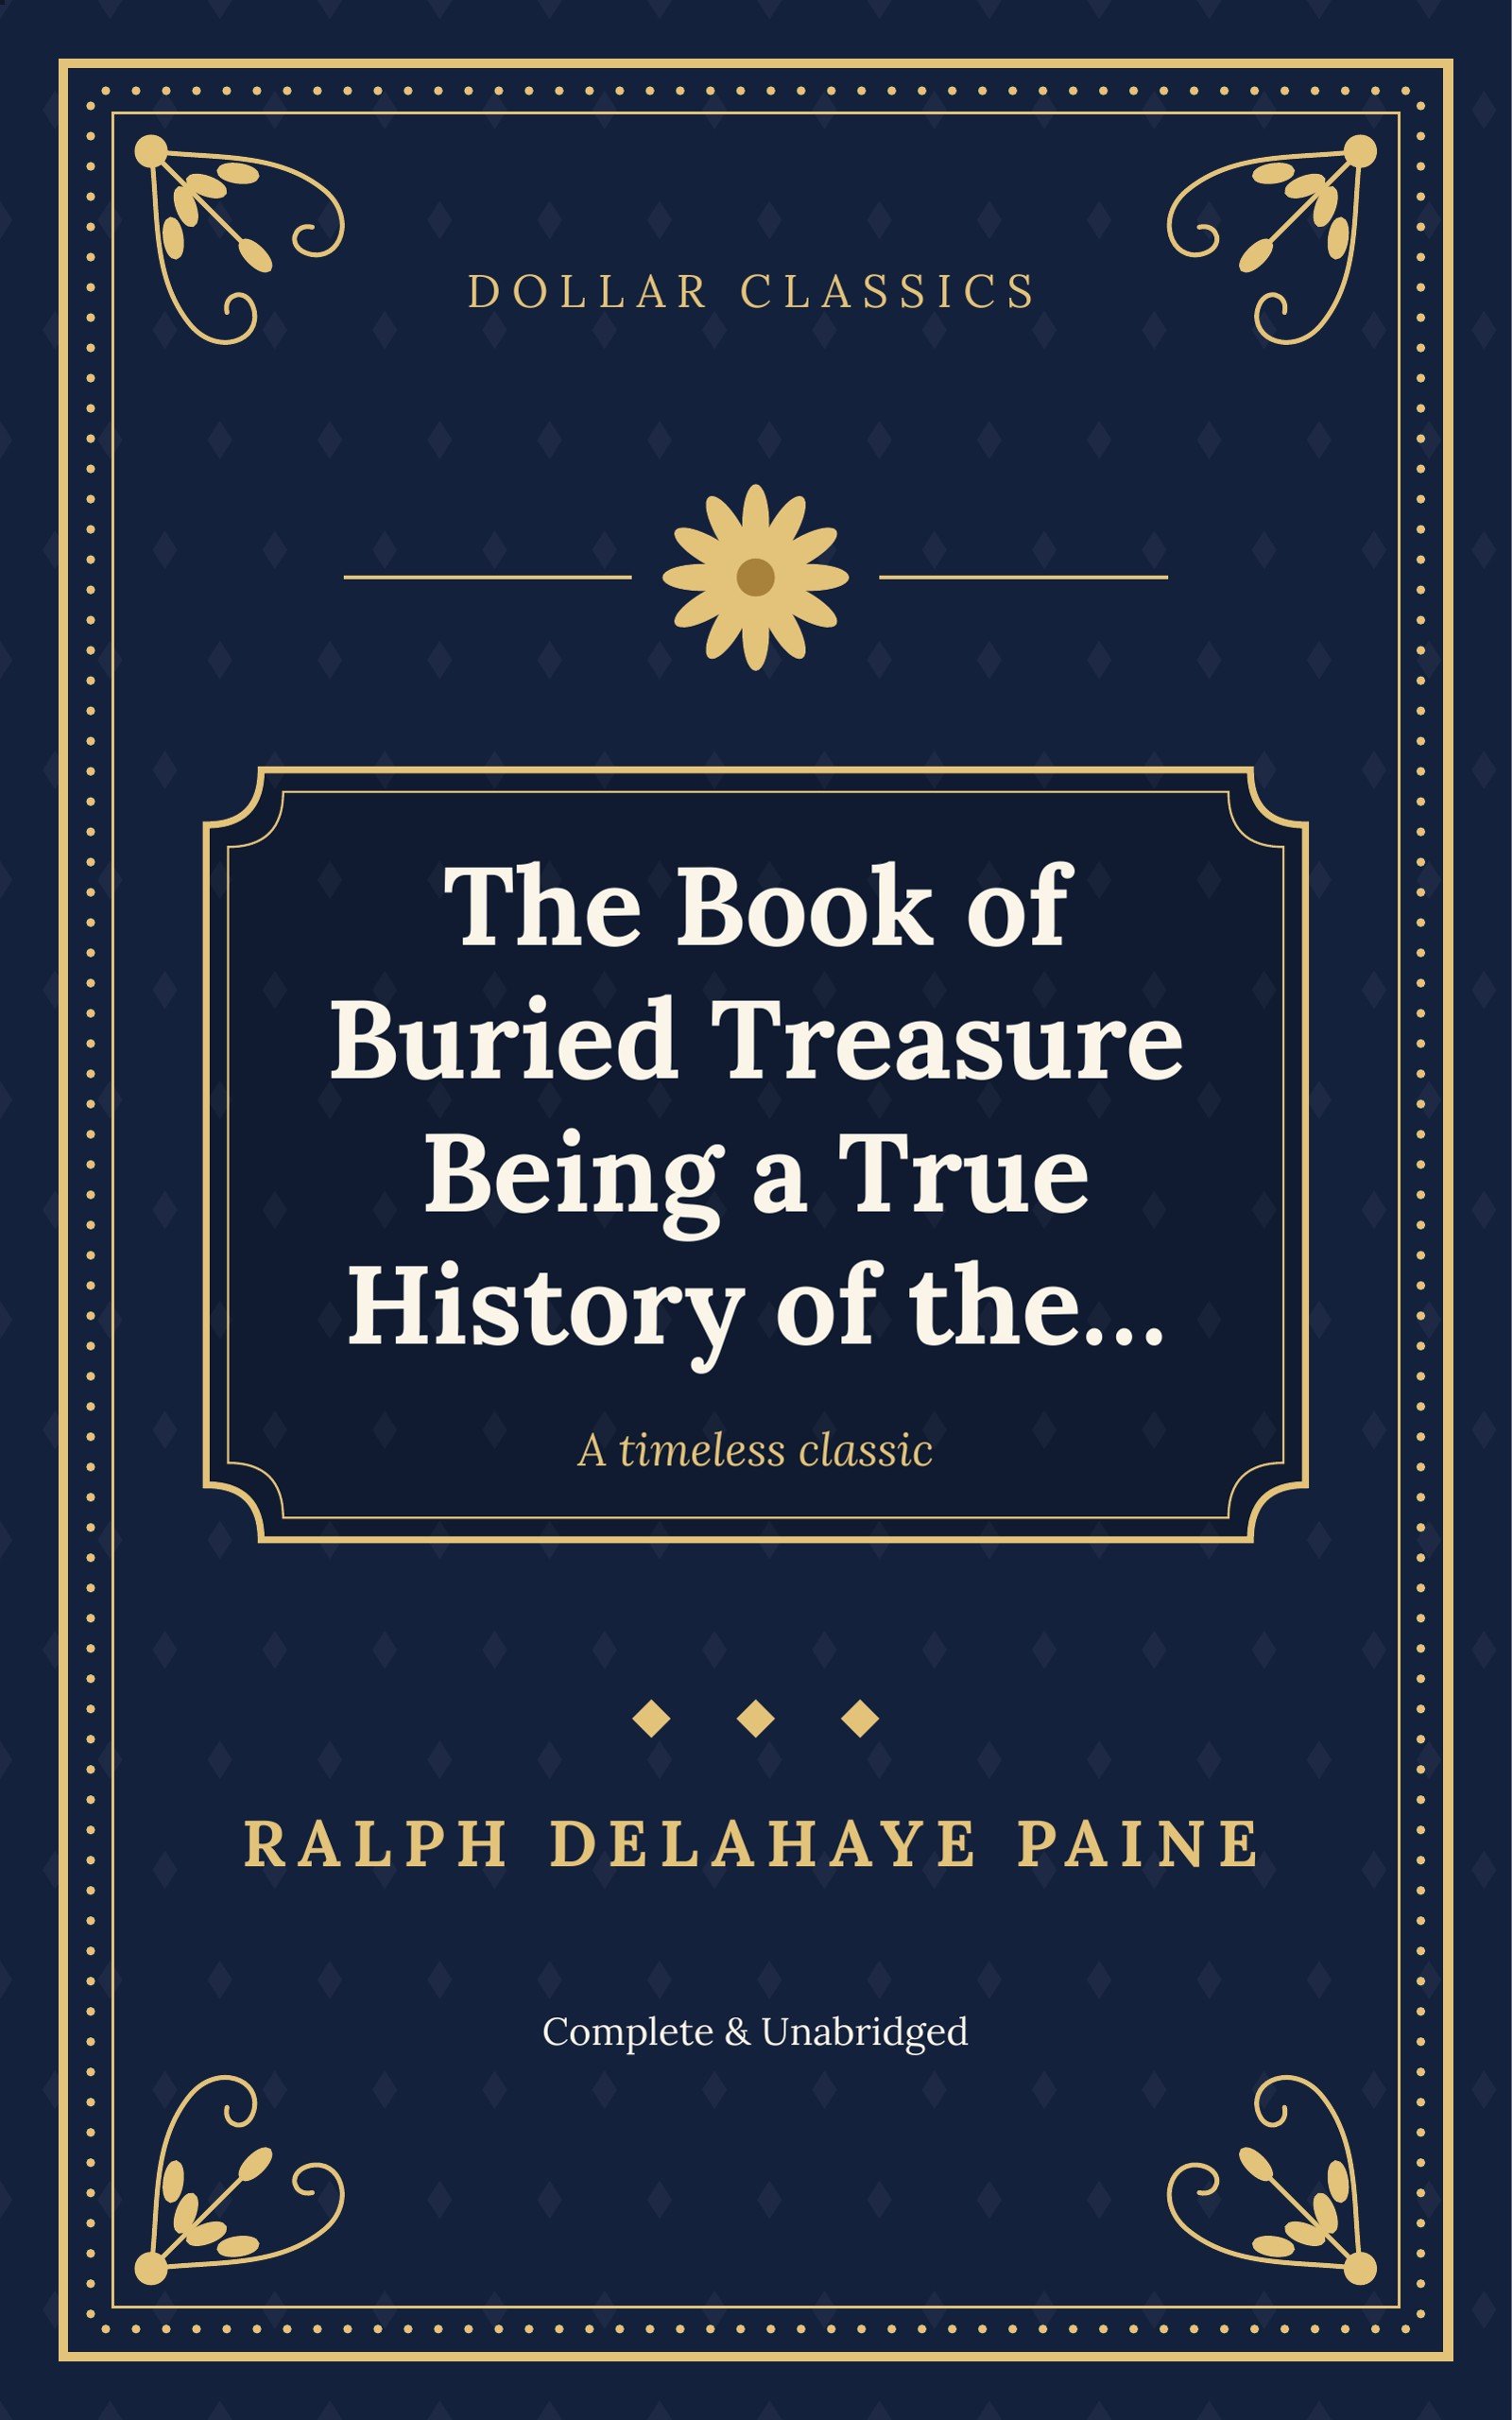 DOLLAR CLASSICS
The Book of
Buried Treasure
Being a True
History of the...
A timeless classic
RALPH DELAHAYE PAINE
Complete & Unabridged